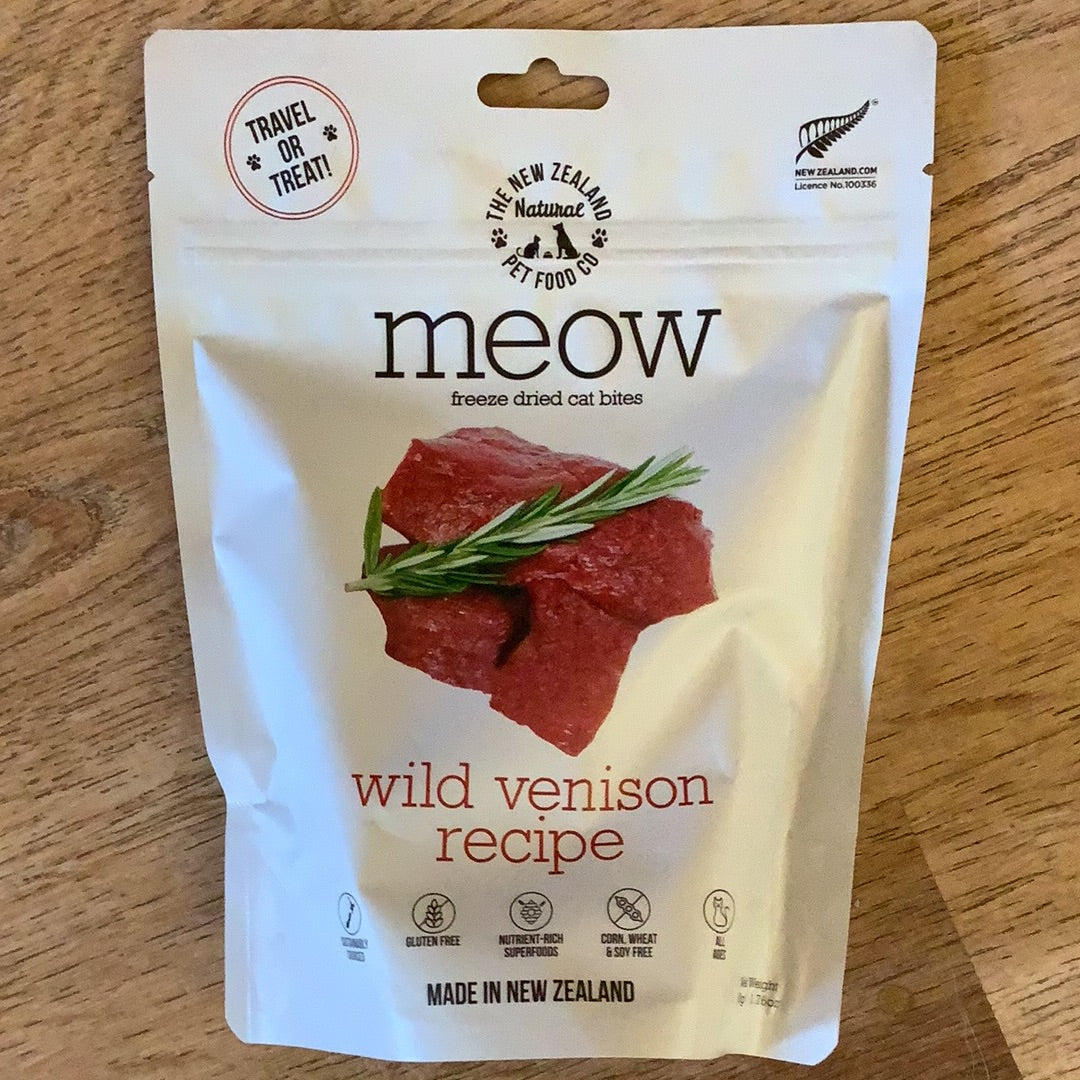 TRAVEL
OR
TREAT!
NEW ZEALAND.COM
Licence No.100336
THE NEW ZEALAND
Natural
PET FOOD CO
meow
freeze dried cat bites
wild venison
recipe
GLUTEN FREE
NUTRIENT-RICH
SUPERFOODS
CORN, WHEAT
& SOY FREE
ALL
AGES
MADE IN NEW ZEALAND